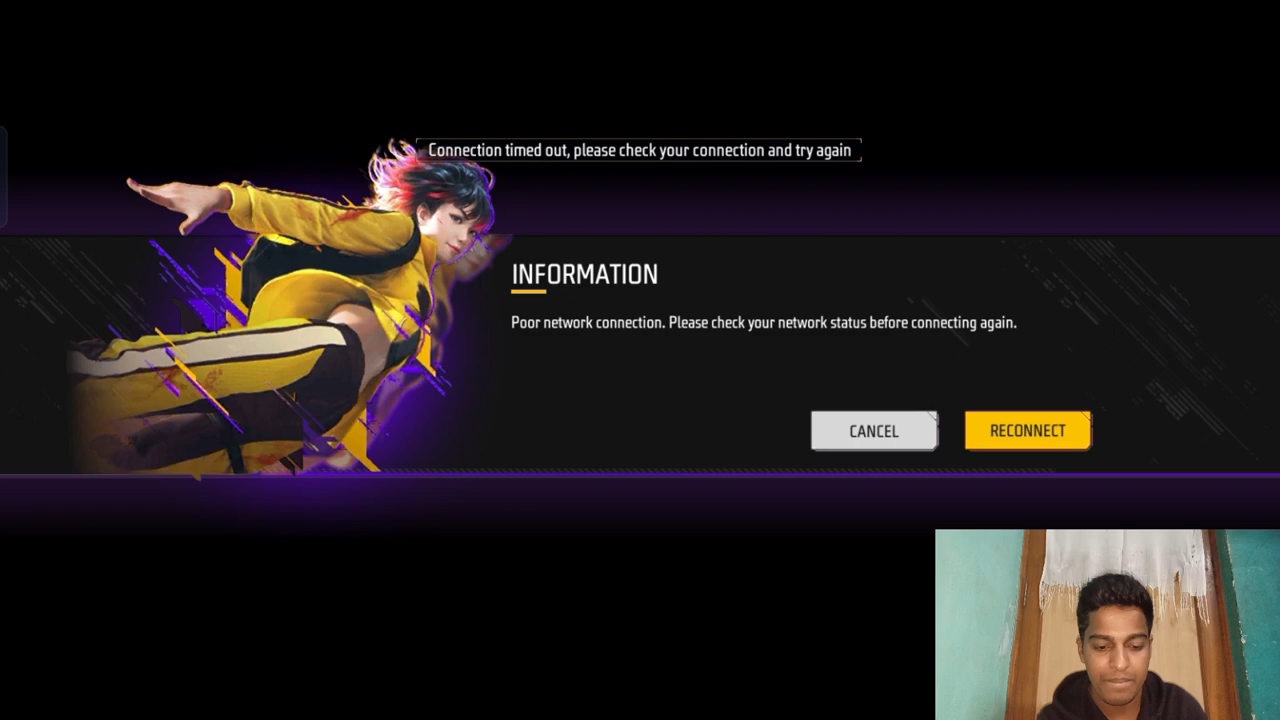 Connection timed out, please check your connection and try again
INFORMATION
Poor network connection. Please check your network status before connecting again.
CANCEL
RECONNECT